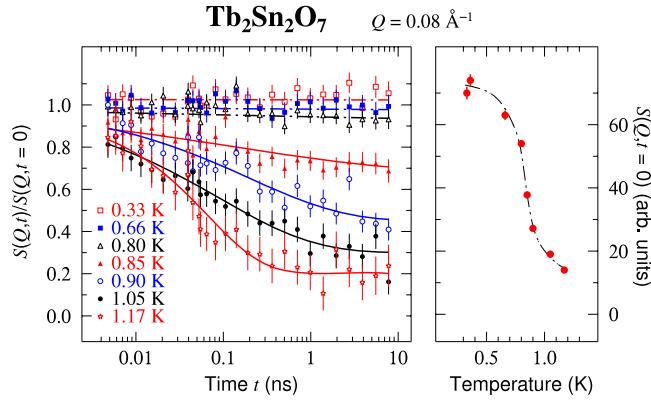 Tb₂Sn₂O₇ Q = 0.08 Å⁻¹
S(Q,t)/S(Q,t = 0)
1.0
0.8
0.6
0.4
0.2
0.0
0.33 K
0.66 K
0.80 K
0.85 K
0.90 K
1.05 K
1.17 K
0.01 0.1 1 10
Time t (ns)
60
40
20
0
S(Q,t = 0) (arb. units)
0.5 1.0
Temperature (K)